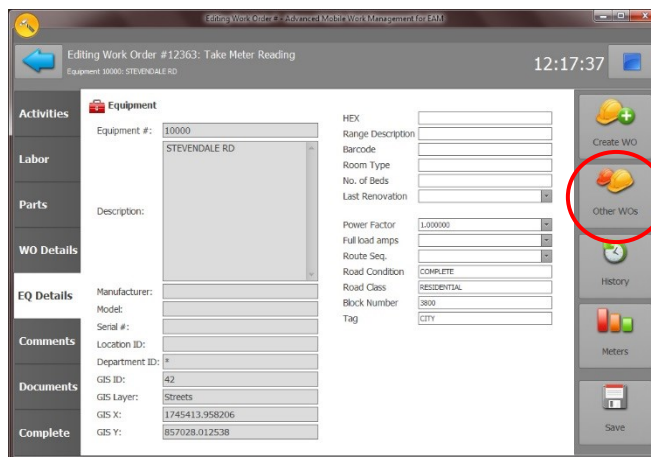 Editing Work Order # - Advanced Mobile Work Management for EAM
Editing Work Order #12363: Take Meter Reading
Equipment 10000: STEVENDALE RD
12:17:37
Activities
Labor
Parts
WO Details
EQ Details
Comments
Documents
Complete
Equipment
Equipment #: 10000
Description: STEVENDALE RD
Manufacturer:
Model:
Serial #:
Location ID:
Department ID: *
GIS ID: 42
GIS Layer: Streets
GIS X: 1745413.958206
GIS Y: 857028.012538
HEX
Range Description
Barcode
Room Type
No. of Beds
Last Renovation
Power Factor 1.000000
Full load amps
Route Seq.
Road Condition COMPLETE
Road Class RESIDENTIAL
Block Number 3800
Tag CITY
Create WO
Other WOs
History
Meters
Save